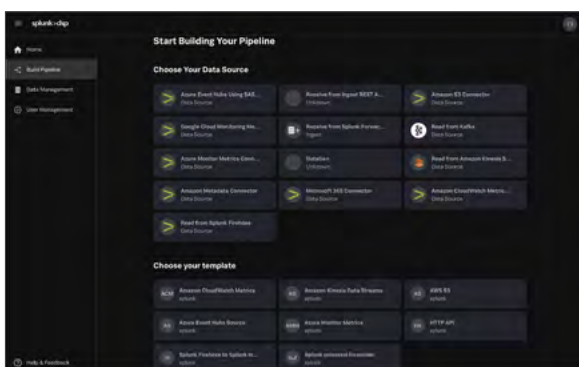 splunk>dsp
Start Building Your Pipeline
Home
Build Pipeline
Choose Your Data Source
Data Management
User Management
Azure Event Hubs Using SAS...
Data Source
Receive from Ingest REST A...
Unknown
Amazon S3 Connector
Data Source
Google Cloud Monitoring Me...
Data Source
Receive from Splunk Forwar...
Ingest
Read from Kafka
Data Source
Azure Monitor Metrics Conn...
Data Source
DataGen
Unknown
Read from Amazon Kinesis S...
Data Source
Amazon Metadata Connector
Data Source
Microsoft 365 Connector
Data Source
Amazon CloudWatch Metric...
Data Source
Read from Splunk Firehose
Data Source
Choose your template
Amazon CloudWatch Metrics
splunk
Amazon Kinesis Data Streams
splunk
AWS S3
splunk
Azure Event Hubs Source
splunk
Azure Monitor Metrics
splunk
HTTP API
splunk
Splunk Firehose to Splunk In...
splunk
Splunk universal forwarder
splunk
Help & Feedback